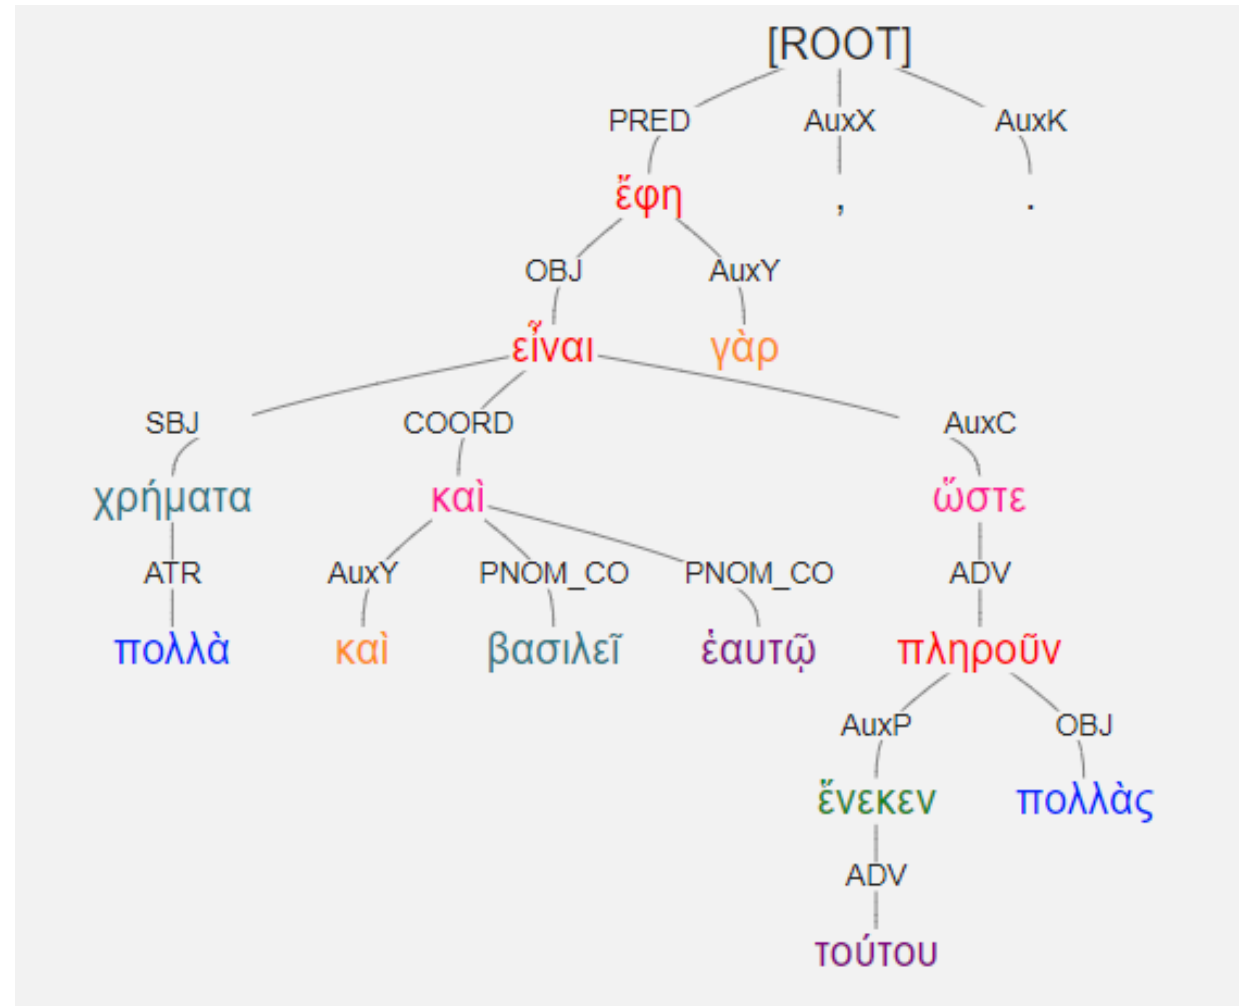 [ROOT]
PRED AuxX AuxK
ἔφη , .
OBJ AuxY
εἶναι γὰρ
SBJ COORD AuxC
χρήματα καὶ ὥστε
ATR AuxY PNOM_CO PNOM_CO ADV
πολλὰ καὶ βασιλεῖ ἑαυτῷ πληροῦν
AuxP OBJ
ἕνεκεν πολλὰς
ADV
τούτου